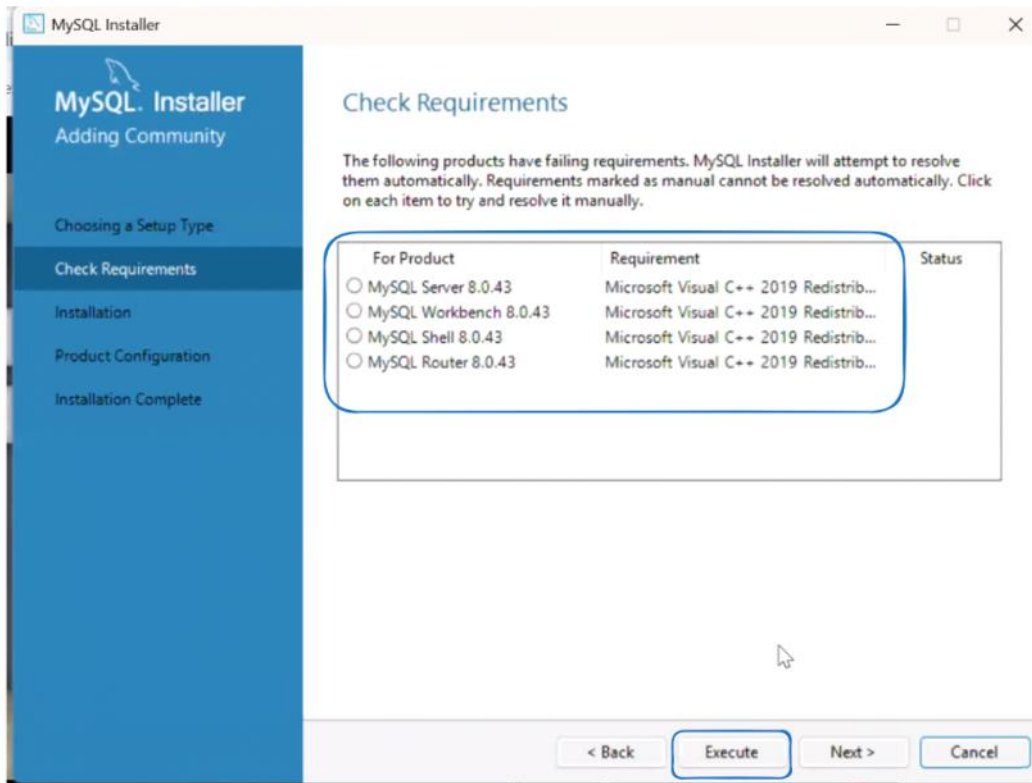 MySQL Installer
MySQL. Installer
Adding Community
Choosing a Setup Type
Check Requirements
Installation
Product Configuration
Installation Complete
Check Requirements
The following products have failing requirements. MySQL Installer will attempt to resolve
them automatically. Requirements marked as manual cannot be resolved automatically. Click
on each item to try and resolve it manually.
For Product Requirement Status
MySQL Server 8.0.43 Microsoft Visual C++ 2019 Redistrib...
MySQL Workbench 8.0.43 Microsoft Visual C++ 2019 Redistrib...
MySQL Shell 8.0.43 Microsoft Visual C++ 2019 Redistrib...
MySQL Router 8.0.43 Microsoft Visual C++ 2019 Redistrib...
< Back Execute Next > Cancel